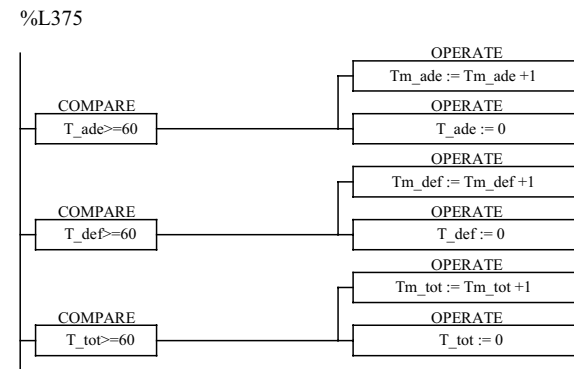 %L375
OPERATE
Tm_ade := Tm_ade +1
COMPARE
OPERATE
T_ade>=60
T_ade := 0
OPERATE
Tm_def := Tm_def +1
COMPARE
OPERATE
T_def>=60
T_def := 0
OPERATE
Tm_tot := Tm_tot +1
COMPARE
OPERATE
T_tot>=60
T_tot := 0